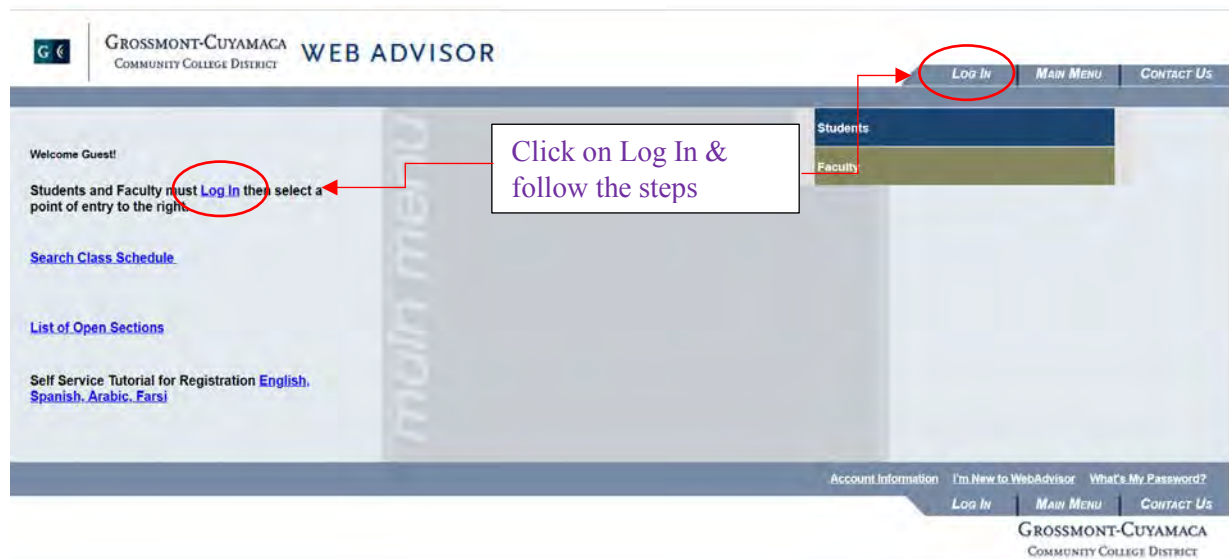 GROSSMONT-CUYAMACA
COMMUNITY COLLEGE DISTRICT
WEB ADVISOR
LOG IN
MAIN MENU
CONTACT US
Welcome Guest!
Students and Faculty must Log In then select a
point of entry to the right.
Search Class Schedule
List of Open Sections
Self Service Tutorial for Registration English,
Spanish, Arabic, Farsi
main menu
Click on Log In &
follow the steps
Students
Faculty
Account Information
I'm New to WebAdvisor
What's My Password?
LOG IN
MAIN MENU
CONTACT US
GROSSMONT-CUYAMACA
COMMUNITY COLLEGE DISTRICT